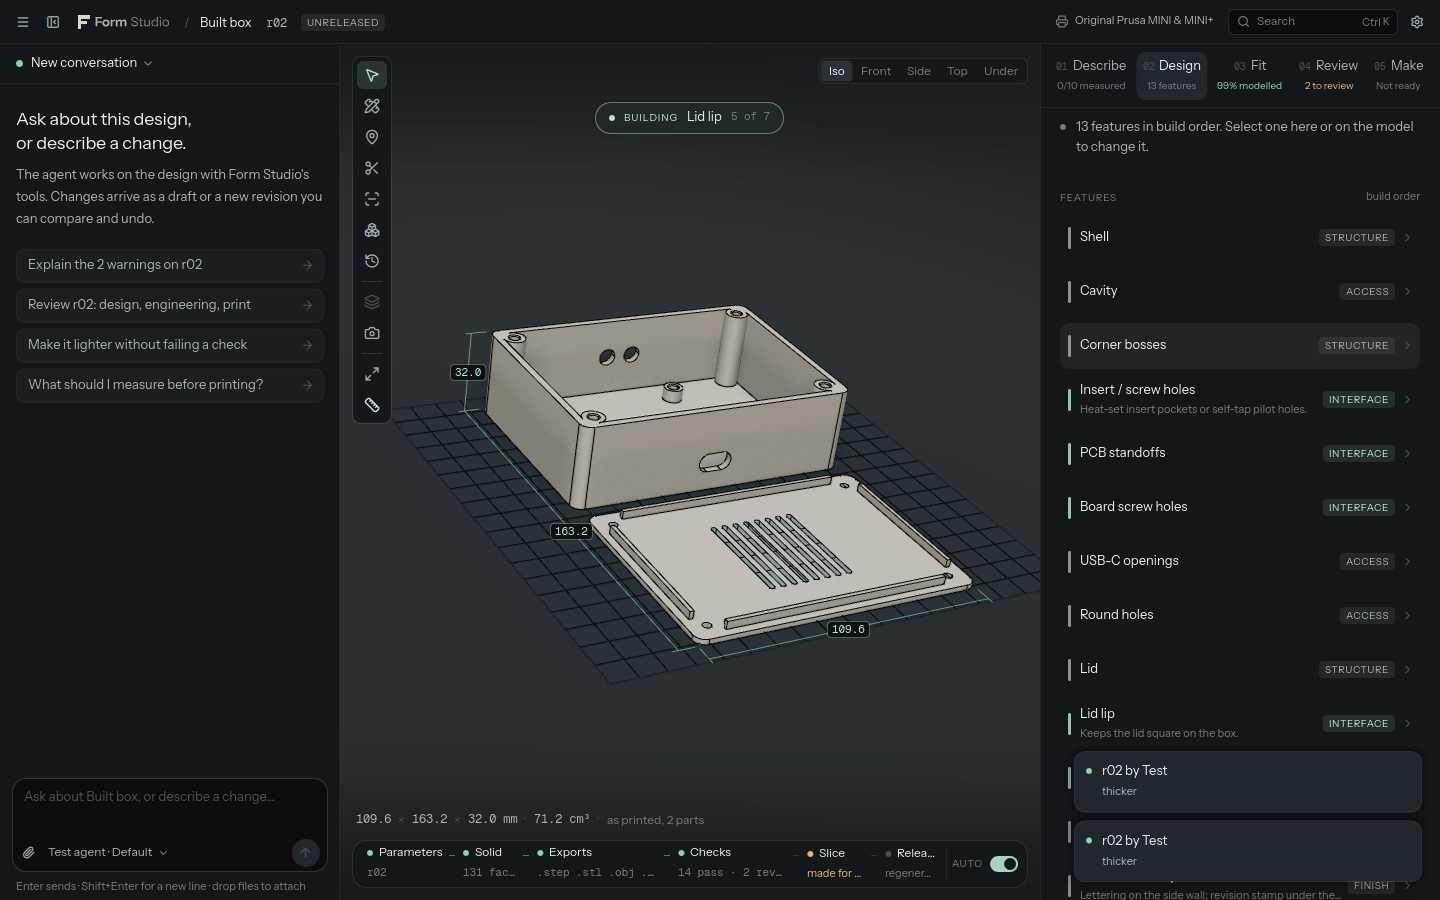 Form Studio / Built box r02 UNRELEASED
Original Prusa MINI & MINI+
Search Ctrl K
New conversation
Ask about this design,
or describe a change.
The agent works on the design with Form Studio's
tools. Changes arrive as a draft or a new revision you
can compare and undo.
Explain the 2 warnings on r02
Review r02: design, engineering, print
Make it lighter without failing a check
What should I measure before printing?
Ask about Built box, or describe a change...
Test agent · Default
Enter sends · Shift+Enter for a new line · drop files to attach
Iso Front Side Top Under
BUILDING Lid lip 5 of 7
32.0
163.2
109.6
109.6 × 163.2 × 32.0 mm · 71.2 cm³ · as printed, 2 parts
Parameters
r02
Solid
131 fac…
Exports
.step .stl .obj .…
Checks
14 pass · 2 rev…
Slice
made for …
Relea…
regener…
AUTO
01 Describe
0/10 measured
02 Design
13 features
03 Fit
99% modelled
04 Review
2 to review
05 Make
Not ready
13 features in build order. Select one here or on the model
to change it.
FEATURES build order
Shell STRUCTURE
Cavity ACCESS
Corner bosses STRUCTURE
Insert / screw holes
Heat-set insert pockets or self-tap pilot holes.
INTERFACE
PCB standoffs INTERFACE
Board screw holes INTERFACE
USB-C openings ACCESS
Round holes ACCESS
Lid STRUCTURE
Lid lip
Keeps the lid square on the box.
INTERFACE
r02 by Test
thicker
r02 by Test
thicker
FINISH
Lettering on the side wall; revision stamp under the…